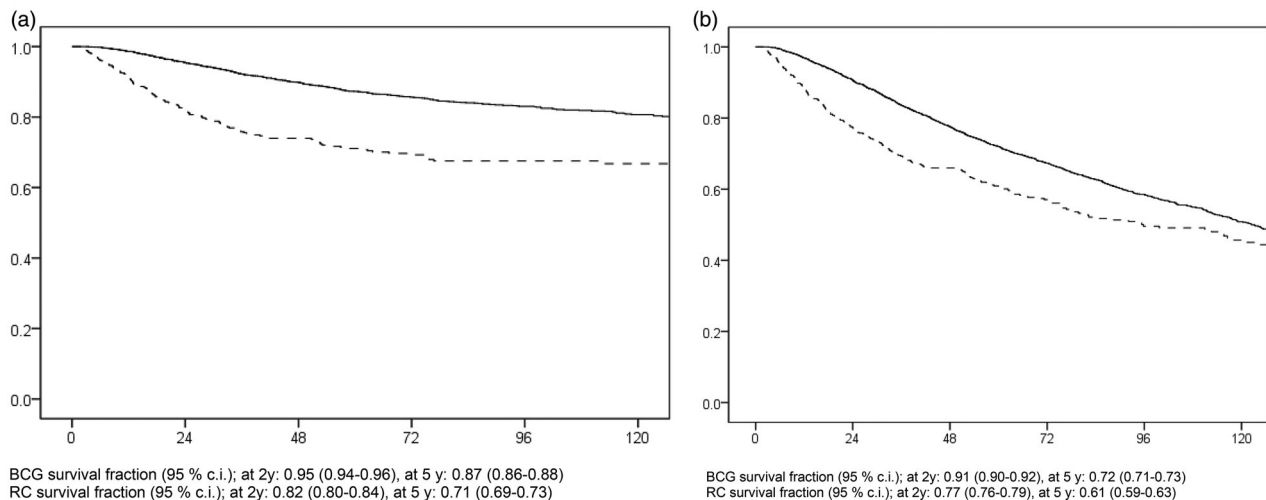 (a)
1.0
0.8
0.6
0.4
0.2
0.0
0 24 48 72 96 120
BCG survival fraction (95 % c.i.); at 2y: 0.95 (0.94-0.96), at 5 y: 0.87 (0.86-0.88)
RC survival fraction (95 % c.i.); at 2y: 0.82 (0.80-0.84), at 5 y: 0.71 (0.69-0.73)
(b)
1.0
0.8
0.6
0.4
0.2
0.0
0 24 48 72 96 120
BCG survival fraction (95 % c.i.); at 2y: 0.91 (0.90-0.92), at 5 y: 0.72 (0.71-0.73)
RC survival fraction (95 % c.i.); at 2y: 0.77 (0.76-0.79), at 5 y: 0.61 (0.59-0.63)